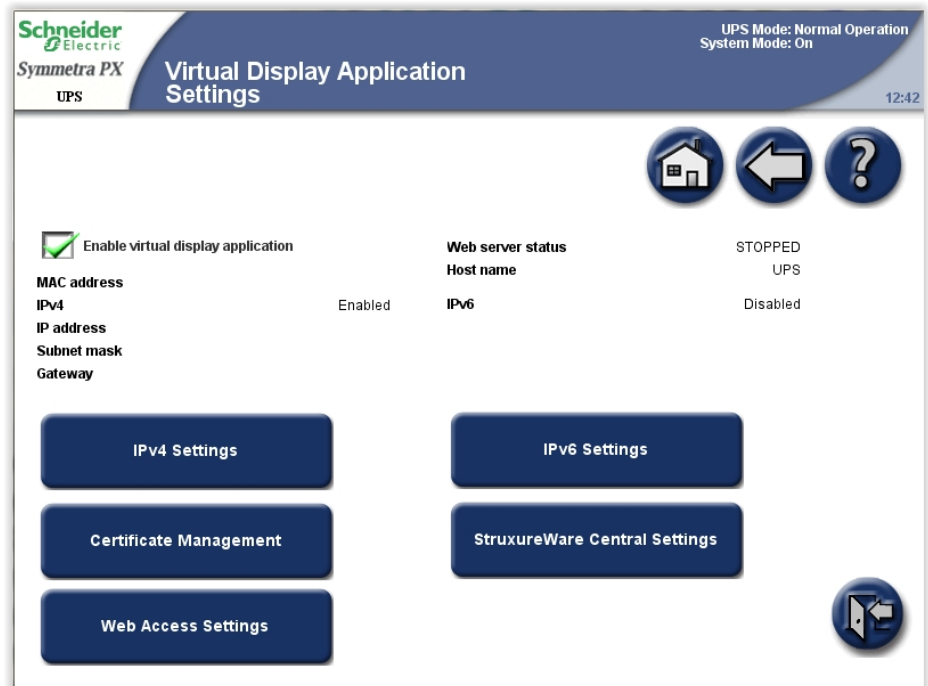 Schneider
Electric
Symmetra PX
UPS
Virtual Display Application
Settings
UPS Mode: Normal Operation
System Mode: On
12:42
?
Enable virtual display application
Web server status STOPPED
Host name UPS
MAC address
IPv4 Enabled
IPv6 Disabled
IP address
Subnet mask
Gateway
IPv4 Settings
IPv6 Settings
Certificate Management
StruxureWare Central Settings
Web Access Settings